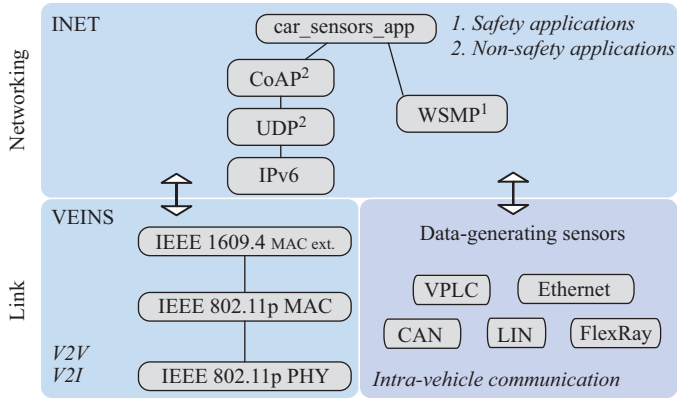 INET
car_sensors_app
1. Safety applications
2. Non-safety applications
CoAP²
WSMP¹
UDP²
IPv6
Networking
VEINS
IEEE 1609.4 MAC ext.
IEEE 802.11p MAC
V2V
V2I
IEEE 802.11p PHY
Link
Data-generating sensors
VPLC Ethernet
CAN LIN FlexRay
Intra-vehicle communication